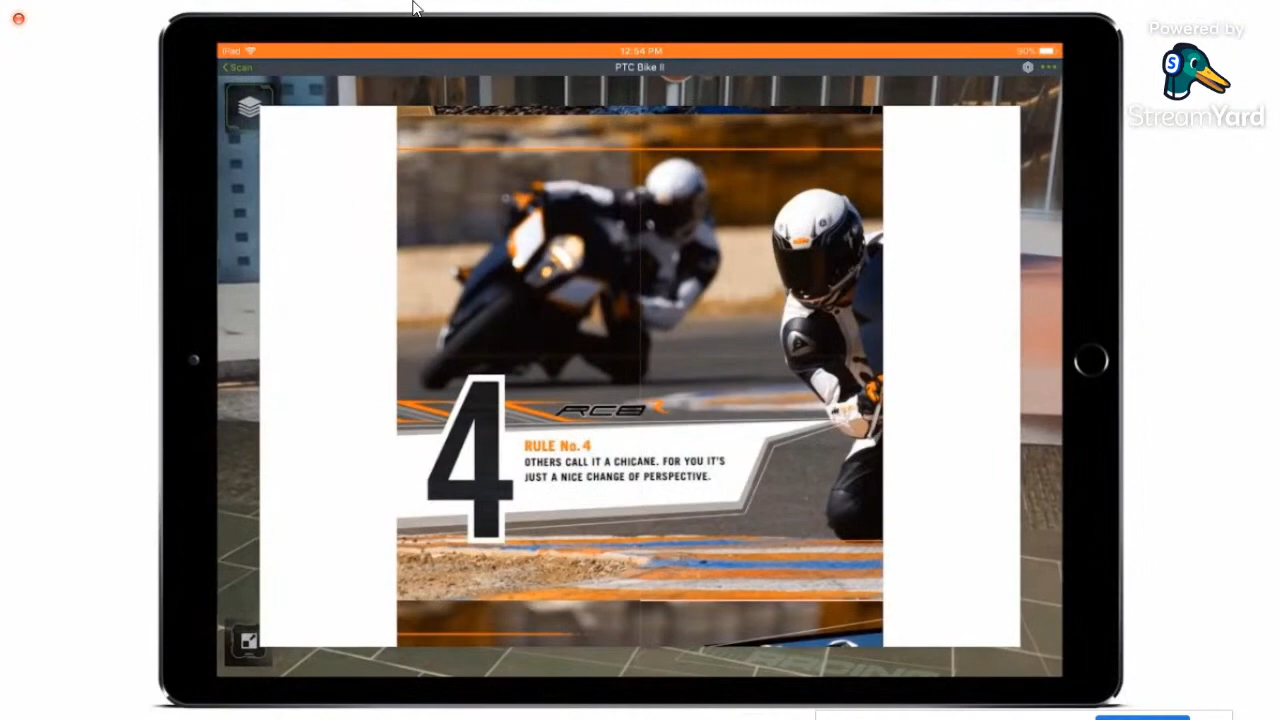 Powered by
StreamYard
iPad
12:54 PM
90%
Scan
PTC Bike II
RC8 R
4
RULE No. 4
OTHERS CALL IT A CHICANE. FOR YOU IT'S
JUST A NICE CHANGE OF PERSPECTIVE.